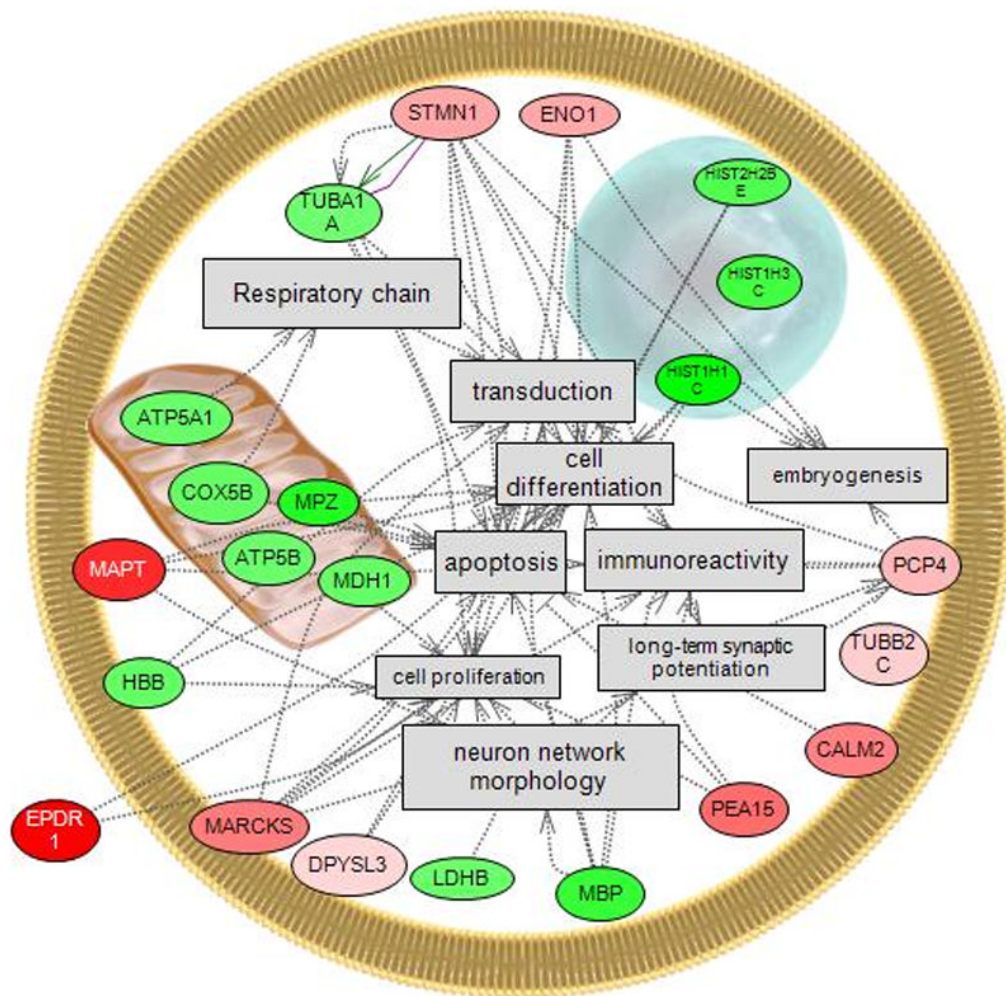 STMN1
ENO1
HIST2H2B
E
TUBA1
A
HIST1H3
C
Respiratory chain
transduction
HIST1H1
C
ATP5A1
cell
differentiation
embryogenesis
COX5B
MPZ
ATP5B
MDH1
apoptosis
immunoreactivity
MAPT
PCP4
HBB
cell proliferation
long-term synaptic
potentiation
TUBB2
C
neuron network
morphology
CALM2
EPDR
1
MARCKS
PEA15
DPYSL3
LDHB
MBP